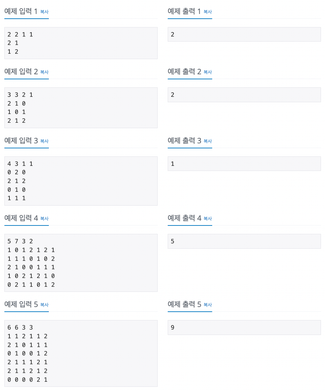 예제 입력 1 복사
2 2 1 1
2 1
1 2
예제 출력 1 복사
2
예제 입력 2 복사
3 3 2 1
2 1 0
1 0 1
2 1 2
예제 출력 2 복사
2
예제 입력 3 복사
4 3 1 1
0 2 0
2 1 2
0 1 0
1 1 1
예제 출력 3 복사
1
예제 입력 4 복사
5 7 3 2
1 0 1 2 1 2 1
1 1 1 0 1 0 2
2 1 0 0 1 1 1
1 0 2 1 2 1 0
0 2 1 1 0 1 2
예제 출력 4 복사
5
예제 입력 5 복사
6 6 3 3
1 1 2 1 1 2
2 1 0 1 1 1
0 1 0 0 1 2
2 1 1 1 2 1
2 1 1 2 1 2
0 0 0 0 2 1
예제 출력 5 복사
9